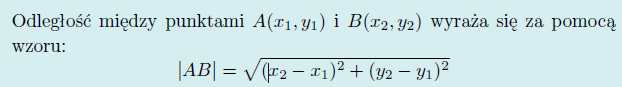 Odległość między punktami A(x₁, y₁) i B(x₂, y₂) wyraża się za pomocą
wzoru:
|AB| = √((x₂ − x₁)² + (y₂ − y₁)²)